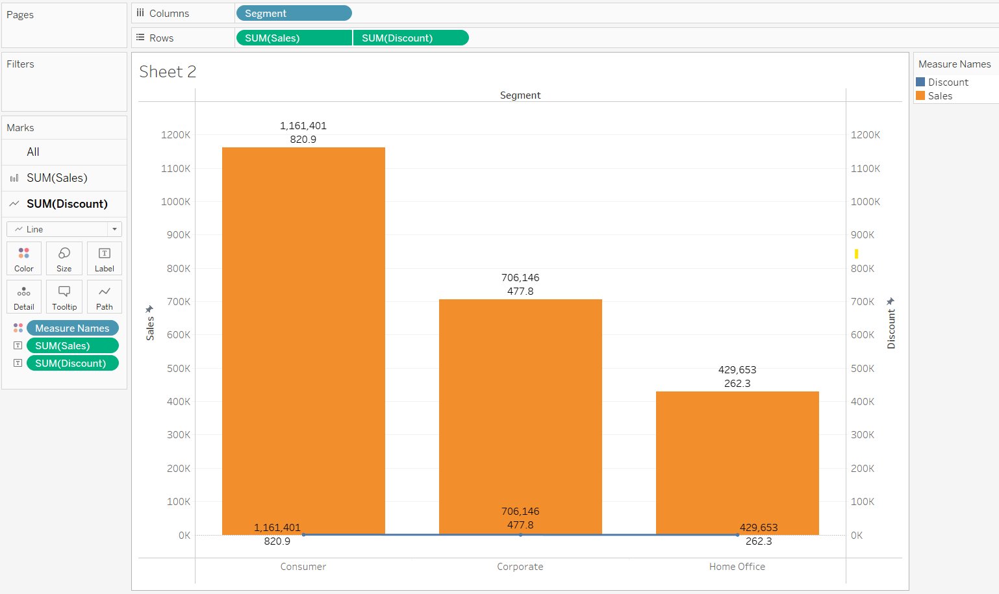 Pages
Columns
Segment
Rows
SUM(Sales)
SUM(Discount)
Filters
Marks
All
SUM(Sales)
SUM(Discount)
Line
Color
Size
Label
T
Detail
Tooltip
Path
Measure Names
T SUM(Sales)
T SUM(Discount)
Sheet 2
Segment
Sales
1200K
1100K
1000K
900K
800K
700K
600K
500K
400K
300K
200K
100K
0K
1,161,401
820.9
706,146
477.8
429,653
262.3
1,161,401
820.9
706,146
477.8
429,653
262.3
Consumer
Corporate
Home Office
1200K
1100K
1000K
900K
800K
700K
600K
500K
400K
300K
200K
100K
0K
Discount
Measure Names
Discount
Sales